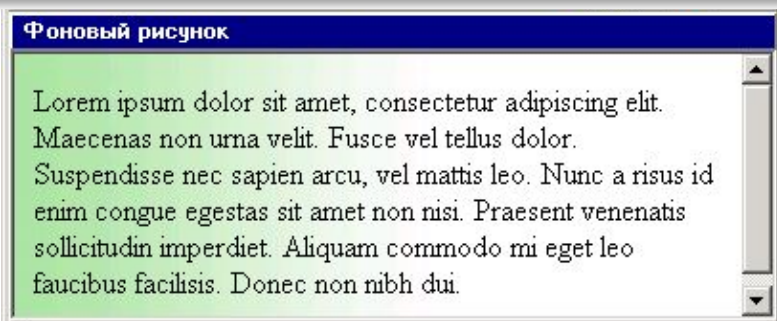 Фоновый рисунок
Lorem ipsum dolor sit amet, consectetur adipiscing elit.
Maecenas non urna velit. Fusce vel tellus dolor.
Suspendisse nec sapien arcu, vel mattis leo. Nunc a risus id
enim congue egestas sit amet non nisi. Praesent venenatis
sollicitudin imperdiet. Aliquam commodo mi eget leo
faucibus facilisis. Donec non nibh dui.